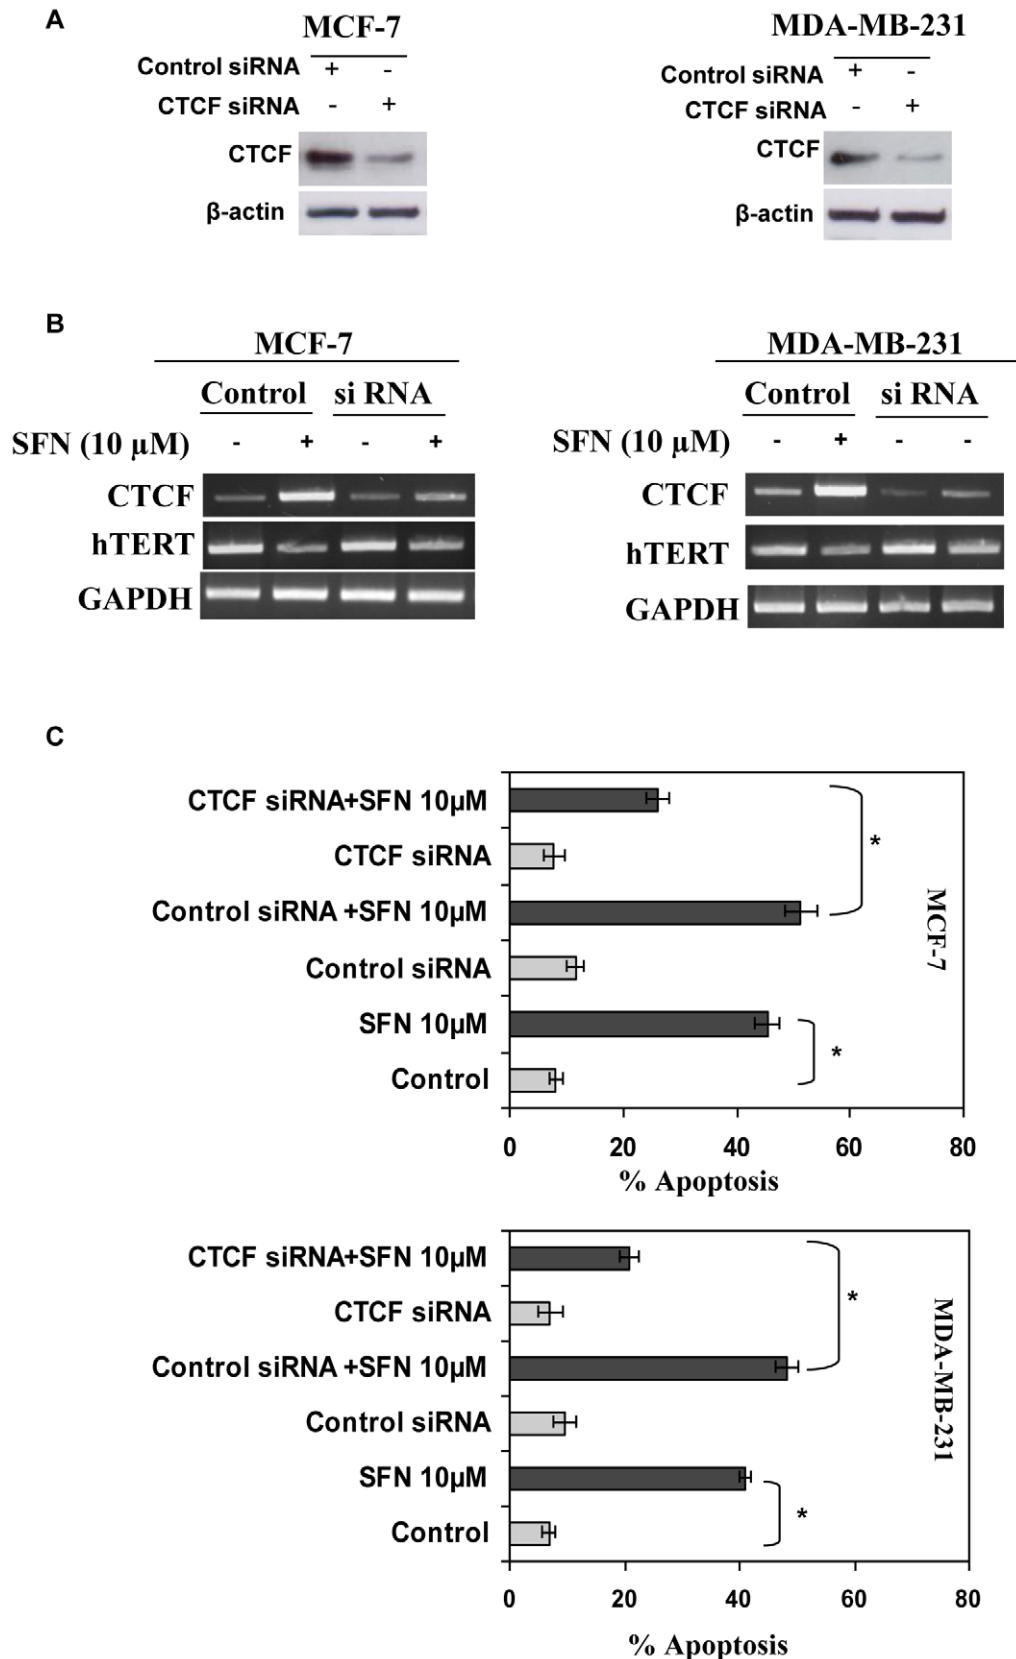 A
MCF-7
Control siRNA + -
CTCF siRNA - +
CTCF
β-actin
MDA-MB-231
Control siRNA + -
CTCF siRNA - +
CTCF
β-actin
B
MCF-7
Control si RNA
SFN (10 µM) - + - +
CTCF
hTERT
GAPDH
MDA-MB-231
Control si RNA
SFN (10 µM) - + - -
CTCF
hTERT
GAPDH
C
CTCF siRNA+SFN 10µM
CTCF siRNA
Control siRNA +SFN 10µM
Control siRNA
SFN 10µM
Control
*
*
MCF-7
0 20 40 60 80
% Apoptosis
CTCF siRNA+SFN 10µM
CTCF siRNA
Control siRNA +SFN 10µM
Control siRNA
SFN 10µM
Control
*
*
MDA-MB-231
0 20 40 60 80
% Apoptosis